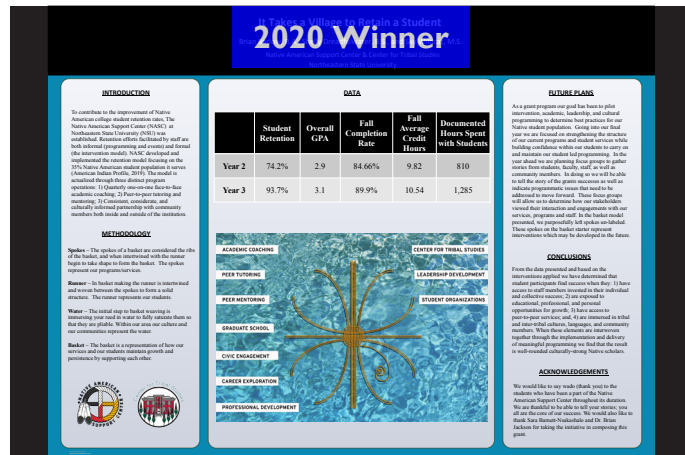 It Takes a Village to Retain a Student
2020 Winner
Native American Support Center & Center for Tribal Studies
Northeastern State University
INTRODUCTION
To contribute to the improvement of Native
American college student retention rates, The
Native American Support Center (NASC) at
Northeastern State University (NSU) was
established. Retention efforts facilitated by staff are
both informal (programming and events) and formal
(the intervention model). NASC developed and
implemented the retention model focusing on the
35% Native American student population it serves
(American Indian Profile, 2019). The model is
actualized through three distinct program
operations: 1) Quarterly one-on-one face-to-face
academic coaching; 2) Peer-to-peer tutoring and
mentoring; 3) Consistent, considerate, and
culturally informed partnership with community
members both inside and outside of the institution.
METHODOLOGY
Spokes – The spokes of a basket are considered the ribs
of the basket, and when intertwined with the runner
begin to take shape to form the basket. The spokes
represent our programs/services.
Runner – In basket making the runner is intertwined
and woven between the spokes to form a solid
structure. The runner represents our students.
Water – The initial step to basket weaving is
immersing your reed in water to fully saturate them so
that they are pliable. Within our area our culture and
our communities represent the water.
Basket – The basket is a representation of how our
services and our students maintain growth and
persistence by supporting each other.
NATIVE AMERICAN
SUPPORT
DATA
Student Retention
Overall GPA
Fall Completion Rate
Fall Average Credit Hours
Documented Hours Spent with Students
Year 2 74.2% 2.9 84.66% 9.82 810
Year 3 93.7% 3.1 89.9% 10.54 1,285
ACADEMIC COACHING
PEER TUTORING
PEER MENTORING
GRADUATE SCHOOL
CIVIC ENGAGEMENT
CAREER EXPLORATION
PROFESSIONAL DEVELOPMENT
CENTER FOR TRIBAL STUDIES
LEADERSHIP DEVELOPMENT
STUDENT ORGANIZATIONS
FUTURE PLANS
As a grant program our goal has been to pilot
intervention, academic, leadership, and cultural
programming to determine best practices for our
Native student population. Going into our final
year we are focused on strengthening the structure
of our current programs and student services while
building confidence within our students to carry on
and maintain our student led programming. In the
year ahead we are planning focus groups to gather
stories from students, faculty, staff, as well as
community members. In doing so we will be able
to tell the story of the grants successes as well as
indicate programmatic issues that need to be
addressed to move forward. These focus groups
will allow us to determine how our stakeholders
viewed their interaction and engagements with our
services, programs and staff. In the basket model
presented, we purposefully left spokes un-labeled.
These spokes on the basket starter represent
interventions which may be developed in the future.
CONCLUSIONS
From the data presented and based on the
interventions applied we have determined that
student participants find success when they: 1) have
access to staff members invested in their individual
and collective success; 2) are exposed to
educational, professional, and personal
opportunities for growth; 3) have access to
peer-to-peer services; and, 4) are immersed in tribal
and inter-tribal cultures, languages, and community
members. When these elements are interwoven
together through the implementation and delivery
of meaningful programming we find that the result
is well-rounded culturally-strong Native scholars.
ACKNOWLEDGEMENTS
We would like to say wado (thank you) to the
students who have been a part of the Native
American Support Center throughout its duration.
We are thankful to be able to tell your stories; you
all are the core of our success. We would also like to
thank Sara Barnett-Nuakashalo and Dr. Brian
Jackson for taking the initiative in composing this
grant.